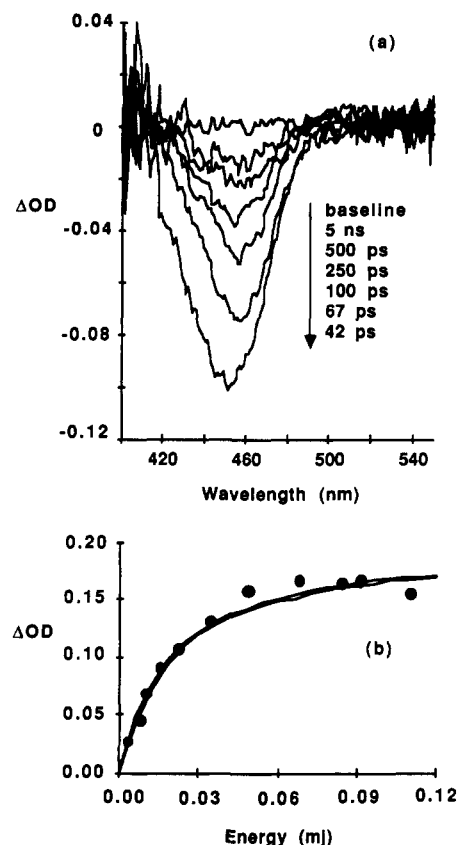 0.04
(a)
0
ΔOD
-0.04
-0.08
-0.12
baseline
5 ns
500 ps
250 ps
100 ps
67 ps
42 ps
420 460 500 540
Wavelength (nm)
0.20
0.15
ΔOD
0.10
(b)
0.05
0.00
0.00 0.03 0.06 0.09 0.12
Energy (mj)